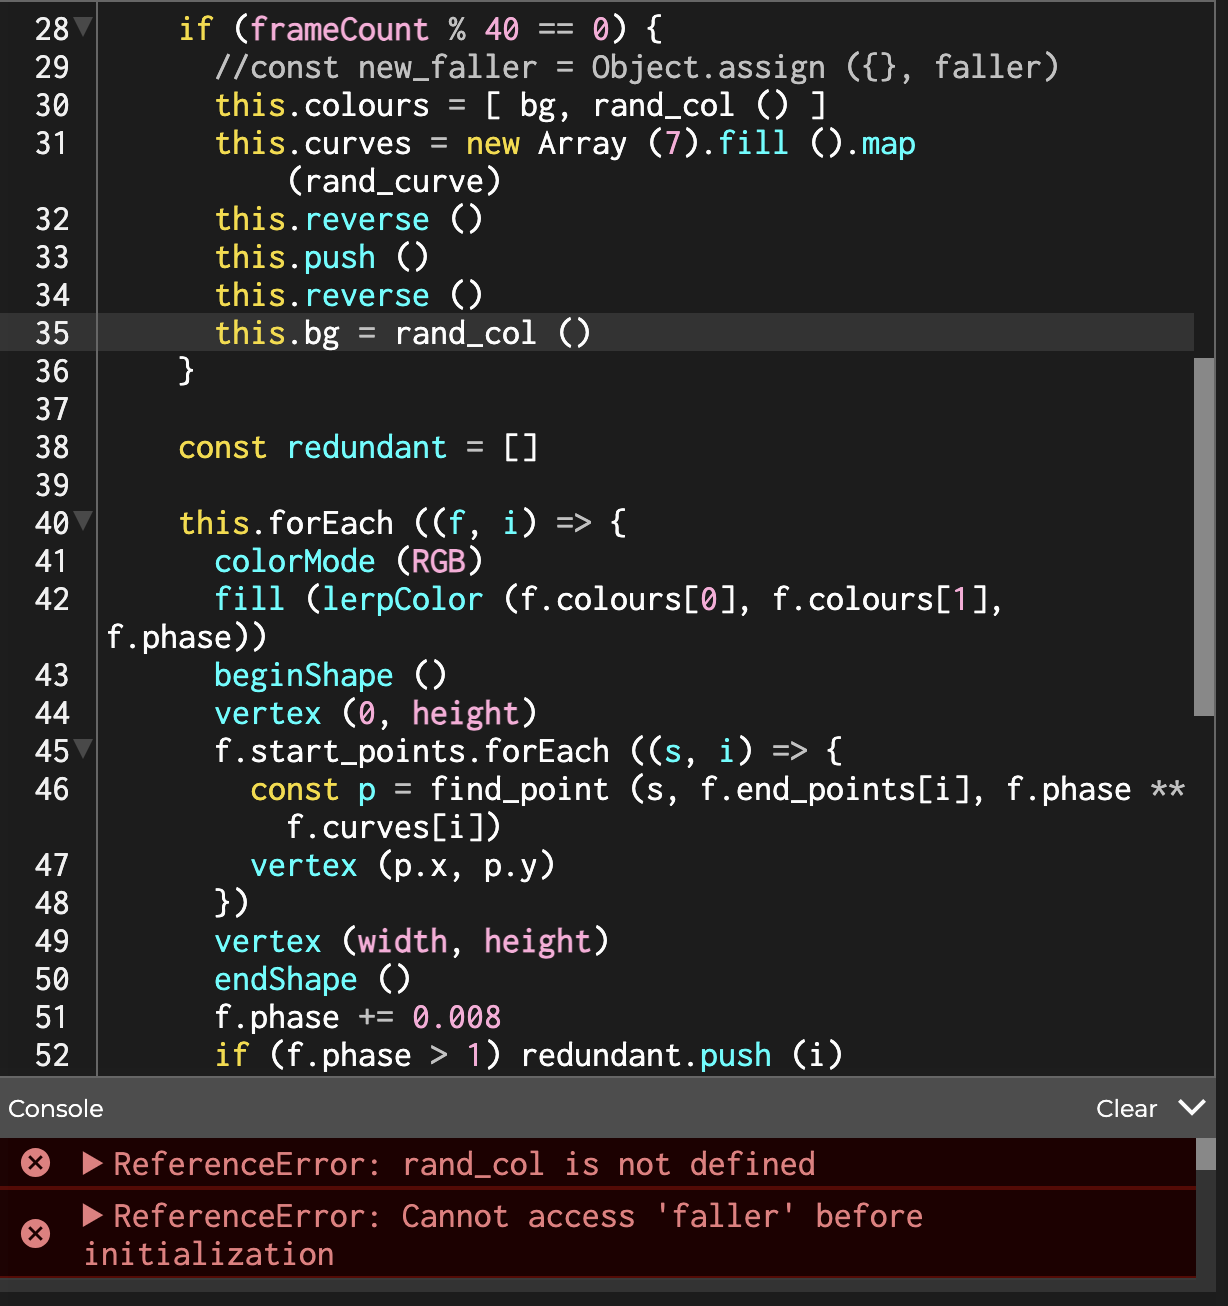 28 if (frameCount % 40 == 0) {
29 //const new_faller = Object.assign ({}, faller)
30 this.colours = [ bg, rand_col () ]
31 this.curves = new Array (7).fill ().map
(rand_curve)
32 this.reverse ()
33 this.push ()
34 this.reverse ()
35 this.bg = rand_col ()
36 }
37
38 const redundant = []
39
40 this.forEach ((f, i) => {
41 colorMode (RGB)
42 fill (lerpColor (f.colours[0], f.colours[1],
f.phase))
43 beginShape ()
44 vertex (0, height)
45 f.start_points.forEach ((s, i) => {
46 const p = find_point (s, f.end_points[i], f.phase **
f.curves[i])
47 vertex (p.x, p.y)
48 })
49 vertex (width, height)
50 endShape ()
51 f.phase += 0.008
52 if (f.phase > 1) redundant.push (i)
Console Clear
ReferenceError: rand_col is not defined
ReferenceError: Cannot access 'faller' before
initialization